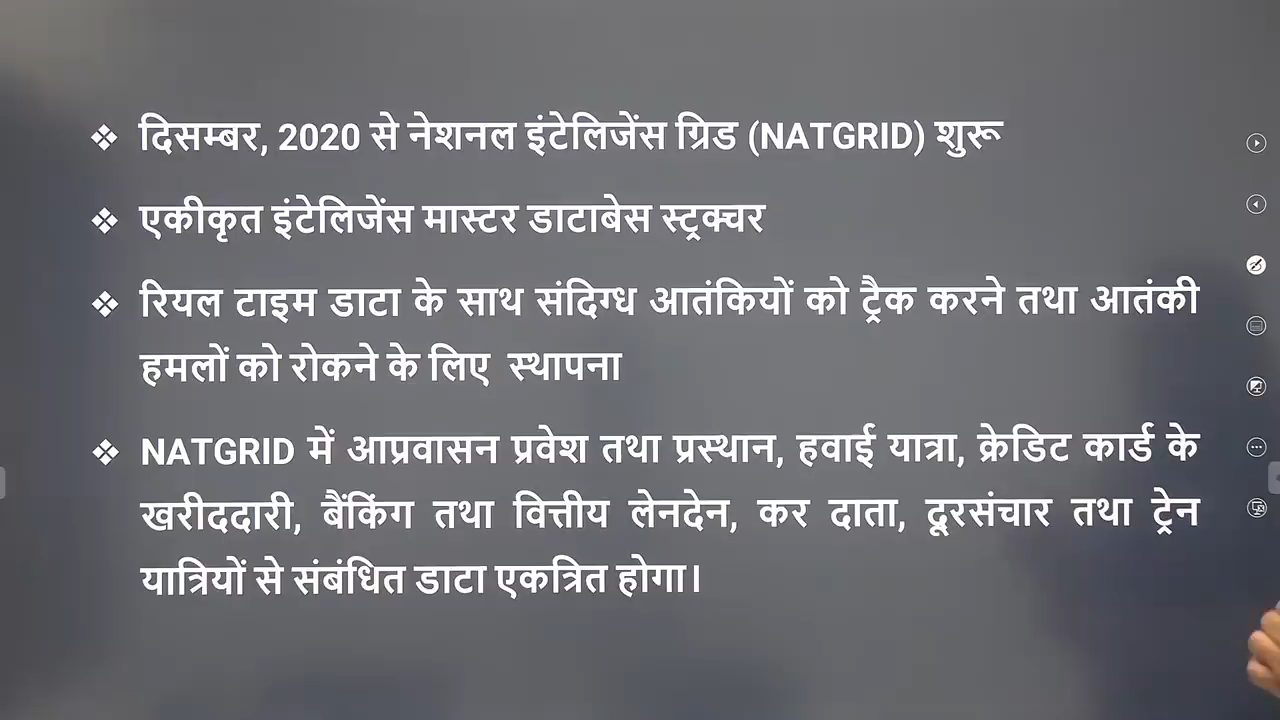 ❖ दिसम्बर, 2020 से नेशनल इंटेलिजेंस ग्रिड (NATGRID) शुरू
❖ एकीकृत इंटेलिजेंस मास्टर डाटाबेस स्ट्रक्चर
❖ रियल टाइम डाटा के साथ संदिग्ध आतंकियों को ट्रैक करने तथा आतंकी
हमलों को रोकने के लिए स्थापना
❖ NATGRID में आप्रवासन प्रवेश तथा प्रस्थान, हवाई यात्रा, क्रेडिट कार्ड के
खरीददारी, बैंकिंग तथा वित्तीय लेनदेन, कर दाता, दूरसंचार तथा ट्रेन
यात्रियों से संबंधित डाटा एकत्रित होगा।